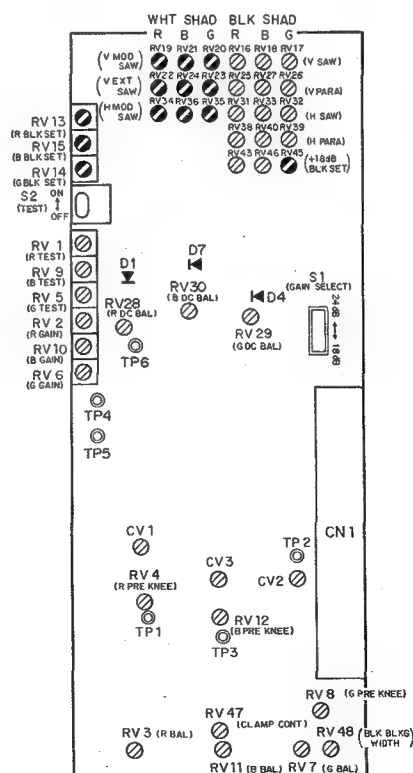 WHT SHAD BLK SHAD
R B G R B G
RV19 RV21 RV20 RV16 RV18 RV17
(V MOD SAW) (V SAW)
RV22 RV24 RV23 RV25 RV27 RV26
(V EXT SAW) (V PARA)
RV34 RV36 RV35 RV31 RV33 RV32
(H MOD SAW) (H SAW)
RV38 RV40 RV39
(H PARA)
RV43 RV46 RV45
(+18dB BLK SET)
RV 13
(R BLK SET)
RV 15
(B BLK SET)
RV 14
(G BLK SET)
S2 ON
(TEST) OFF
RV 1
(R TEST)
RV 9
(B TEST)
RV 5
(G TEST)
RV 2
(R GAIN)
RV 10
(B GAIN)
RV 6
(G GAIN)
D1
D7
RV28
(R DC BAL)
RV30
(B DC BAL)
D4
RV 29
(G DC BAL)
S1
(GAIN SELECT)
24dB ↔ 18dB
TP6
TP4
TP5
CN1
CV1
TP 2
CV3
CV2
RV 4
(R PRE KNEE)
TP1
RV 12
(B PRE KNEE)
TP3
RV 8 (G PRE KNEE)
RV 47
(CLAMP CONT)
RV 3 (R BAL)
RV 48 (BLK BLKG WIDTH)
RV11 (B BAL) RV 7 (G BAL)